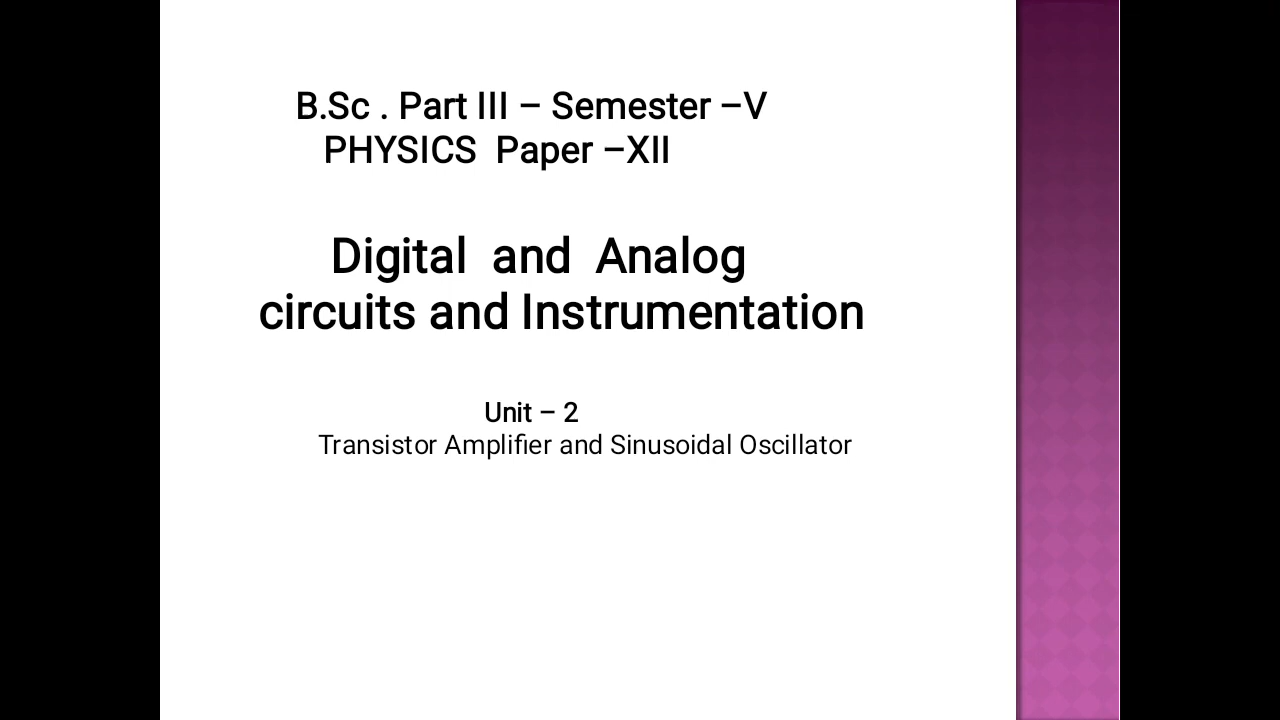 B.Sc . Part III – Semester –V
PHYSICS Paper –XII
Digital and Analog
circuits and Instrumentation
Unit – 2
Transistor Amplifier and Sinusoidal Oscillator